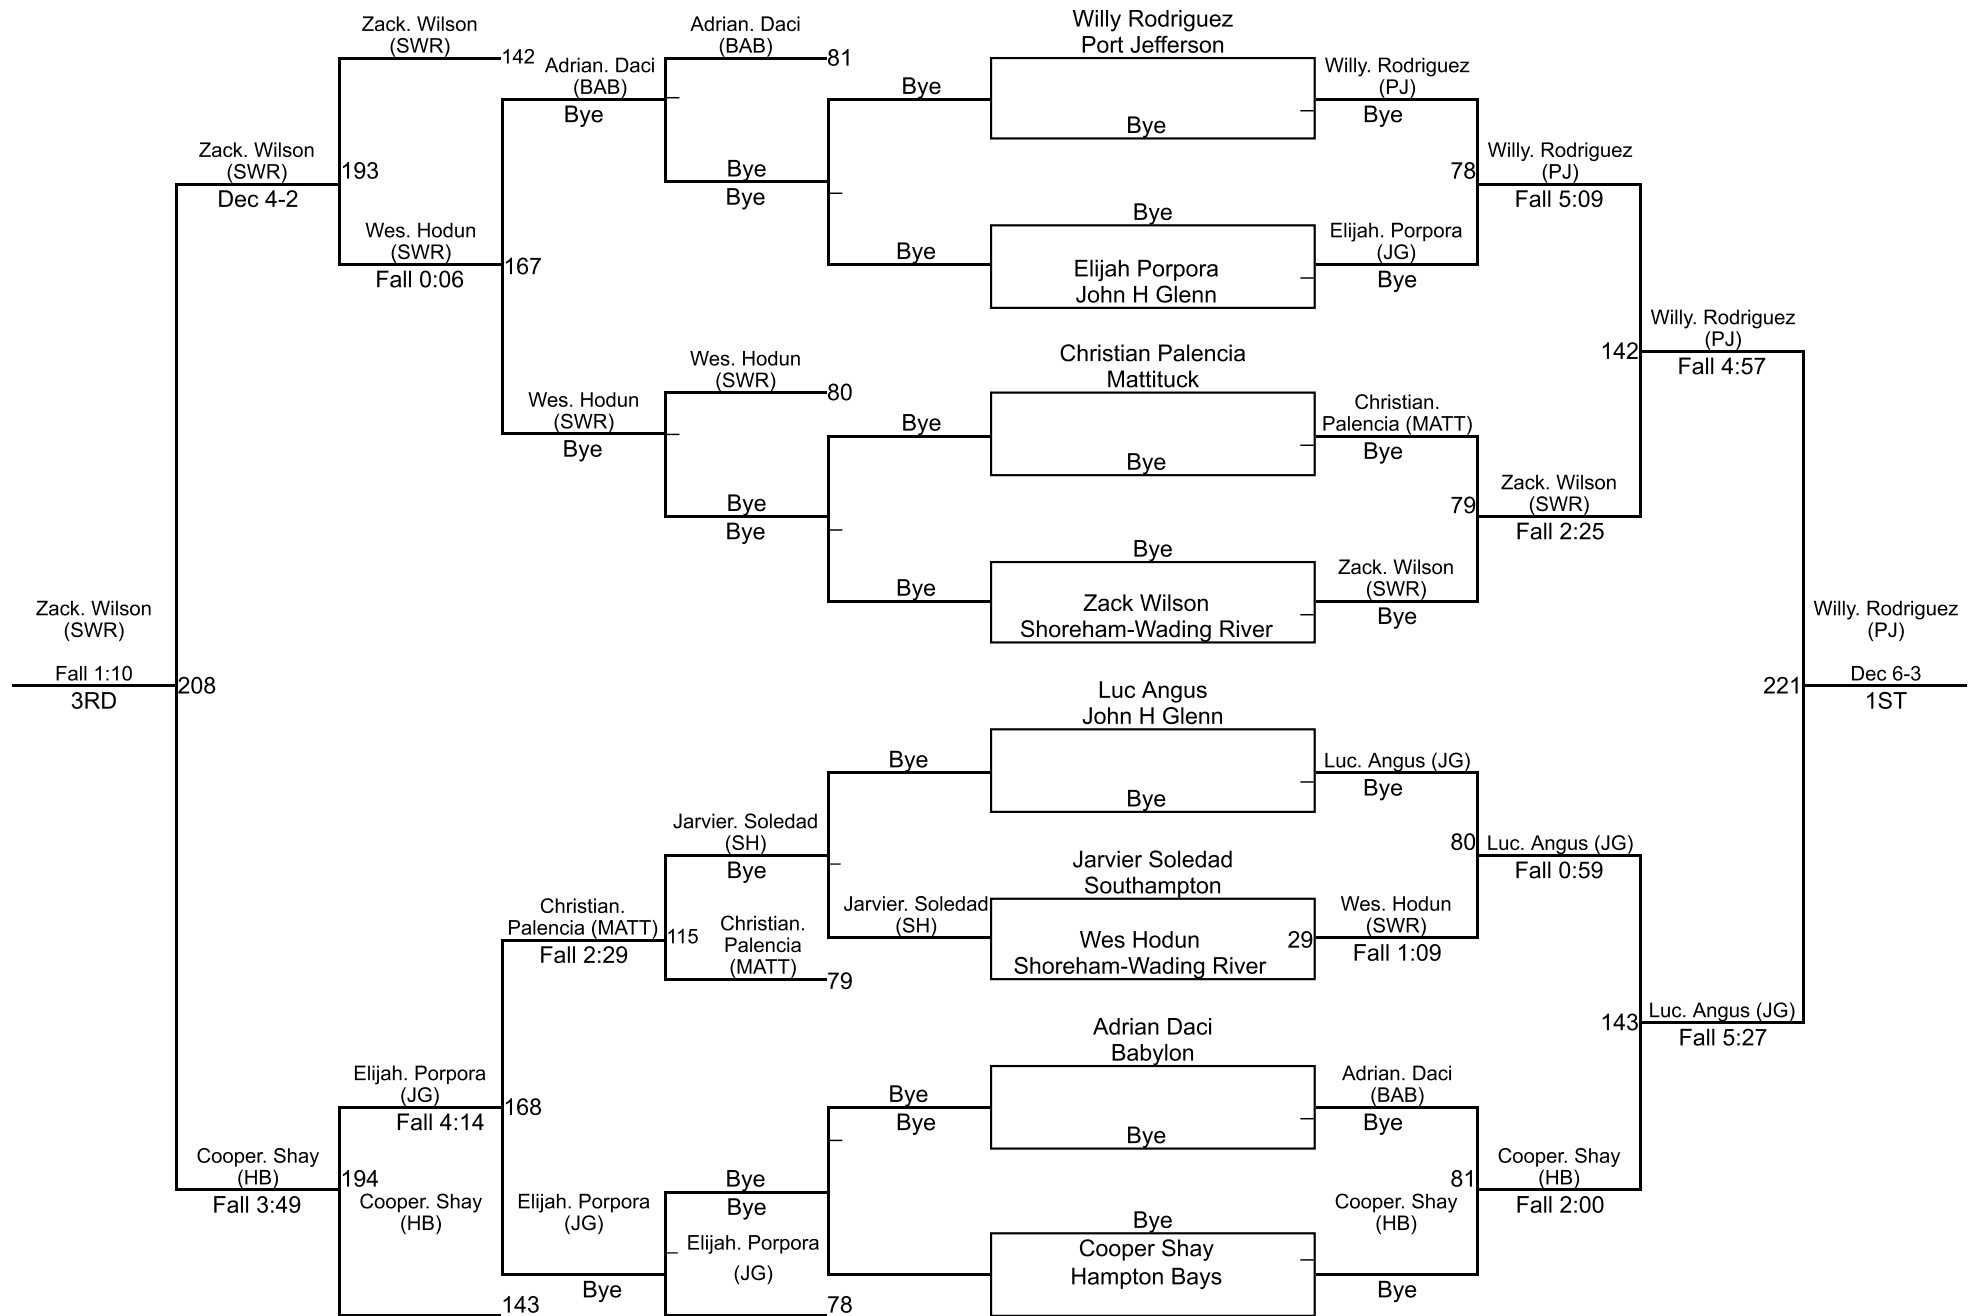 Zack. Wilson
(SWR)
142
Adrian. Daci
(BAB)
Bye
Adrian. Daci
(BAB)
81
Bye
Willy Rodriguez
Port Jefferson
Bye
Willy. Rodriguez
(PJ)
Bye
Zack. Wilson
(SWR)
Dec 4-2
193
Bye
Bye
78
Willy. Rodriguez
(PJ)
Fall 5:09
Wes. Hodun
(SWR)
Fall 0:06
167
Bye
Bye
Elijah Porpora
John H Glenn
Elijah. Porpora
(JG)
Bye
142
Willy. Rodriguez
(PJ)
Fall 4:57
Wes. Hodun
(SWR)
Bye
Wes. Hodun
(SWR)
80
Bye
Christian Palencia
Mattituck
Bye
Christian.
Palencia (MATT)
Bye
Bye
Bye
79
Zack. Wilson
(SWR)
Fall 2:25
Bye
Bye
Zack Wilson
Shoreham-Wading River
Zack. Wilson
(SWR)
Bye
Zack. Wilson
(SWR)
Fall 1:10
3RD
208
221
Willy. Rodriguez
(PJ)
Dec 6-3
1ST
Bye
Luc Angus
John H Glenn
Bye
Luc. Angus (JG)
Bye
Jarvier. Soledad
(SH)
Bye
80
Luc. Angus (JG)
Fall 0:59
Christian.
Palencia (MATT)
Fall 2:29
115
Christian.
Palencia
(MATT)
79
Jarvier. Soledad
(SH)
Jarvier Soledad
Southampton
Wes Hodun
Shoreham-Wading River
29
Wes. Hodun
(SWR)
Fall 1:09
143
Luc. Angus (JG)
Fall 5:27
Elijah. Porpora
(JG)
Fall 4:14
168
Bye
Bye
Adrian Daci
Babylon
Bye
Adrian. Daci
(BAB)
Bye
Cooper. Shay
(HB)
Fall 3:49
194
Cooper. Shay
(HB)
143
Elijah. Porpora
(JG)
Bye
Bye
Bye
Elijah. Porpora
(JG)
78
Bye
Cooper Shay
Hampton Bays
Cooper. Shay
(HB)
Bye
81
Cooper. Shay
(HB)
Fall 2:00